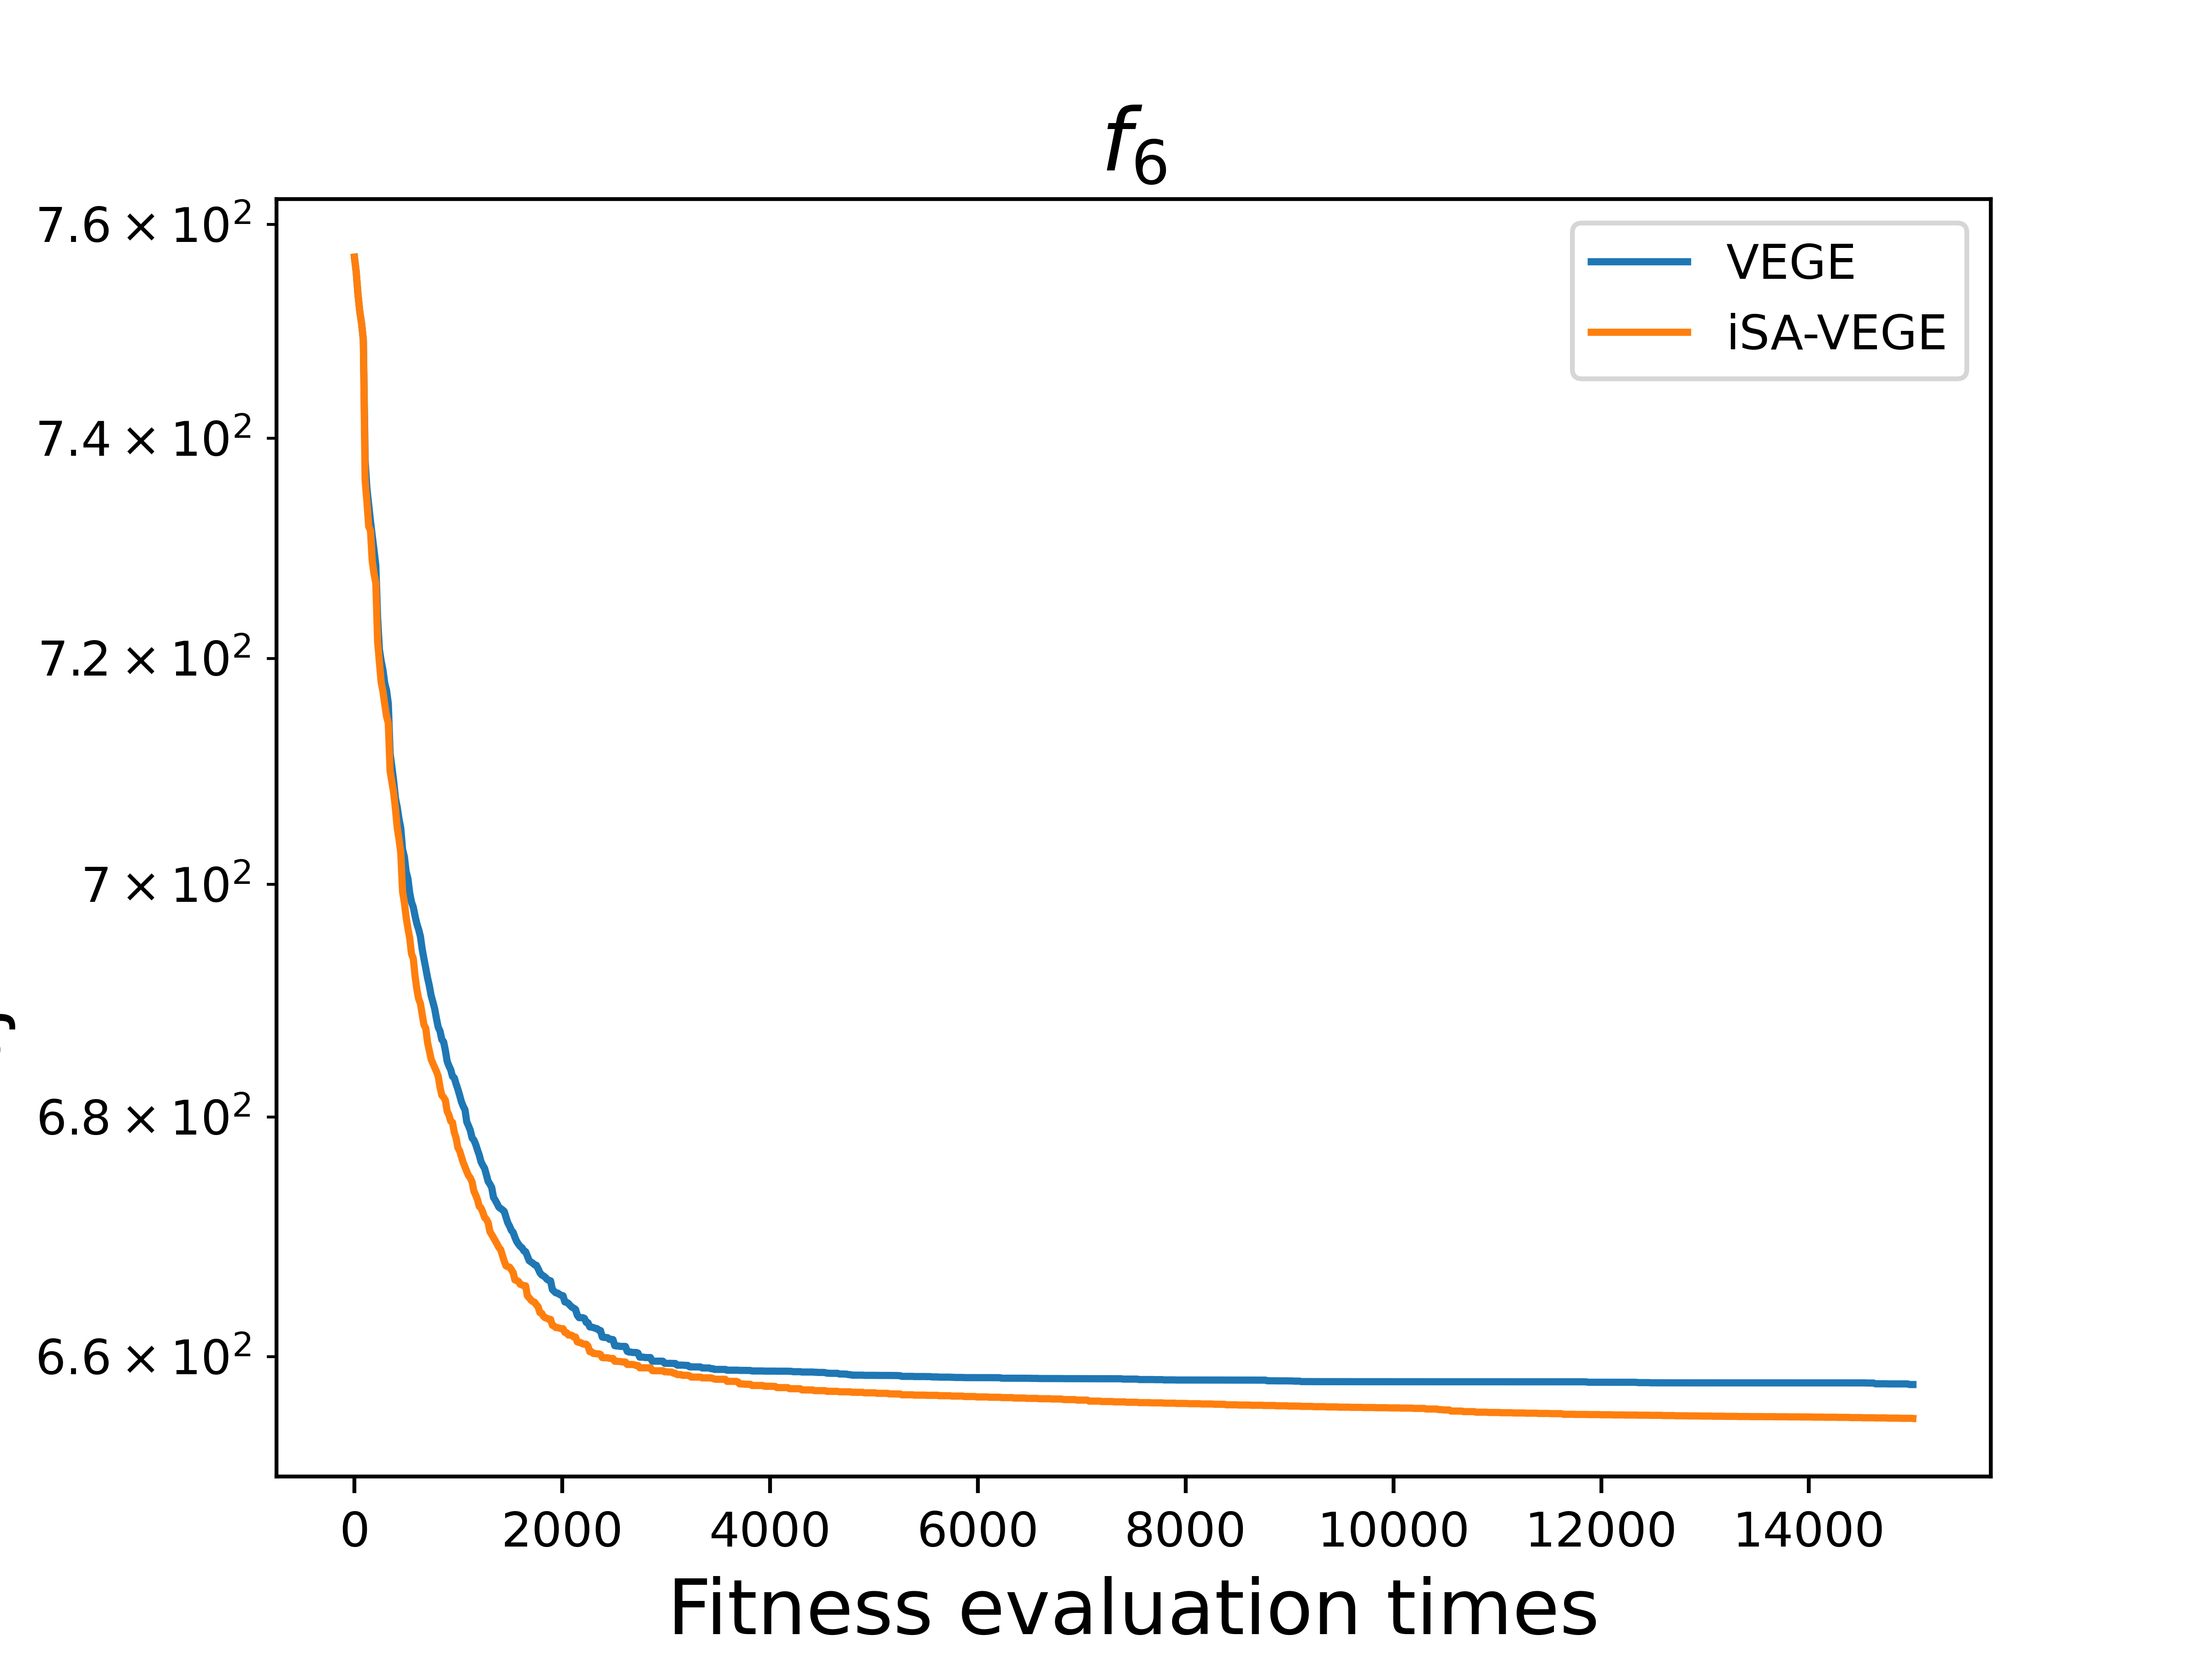 f₆
7.6 × 10²
7.4 × 10²
7.2 × 10²
7 × 10²
6.8 × 10²
6.6 × 10²
VEGE
iSA-VEGE
0 2000 4000 6000 8000 10000 12000 14000
Fitness evaluation times